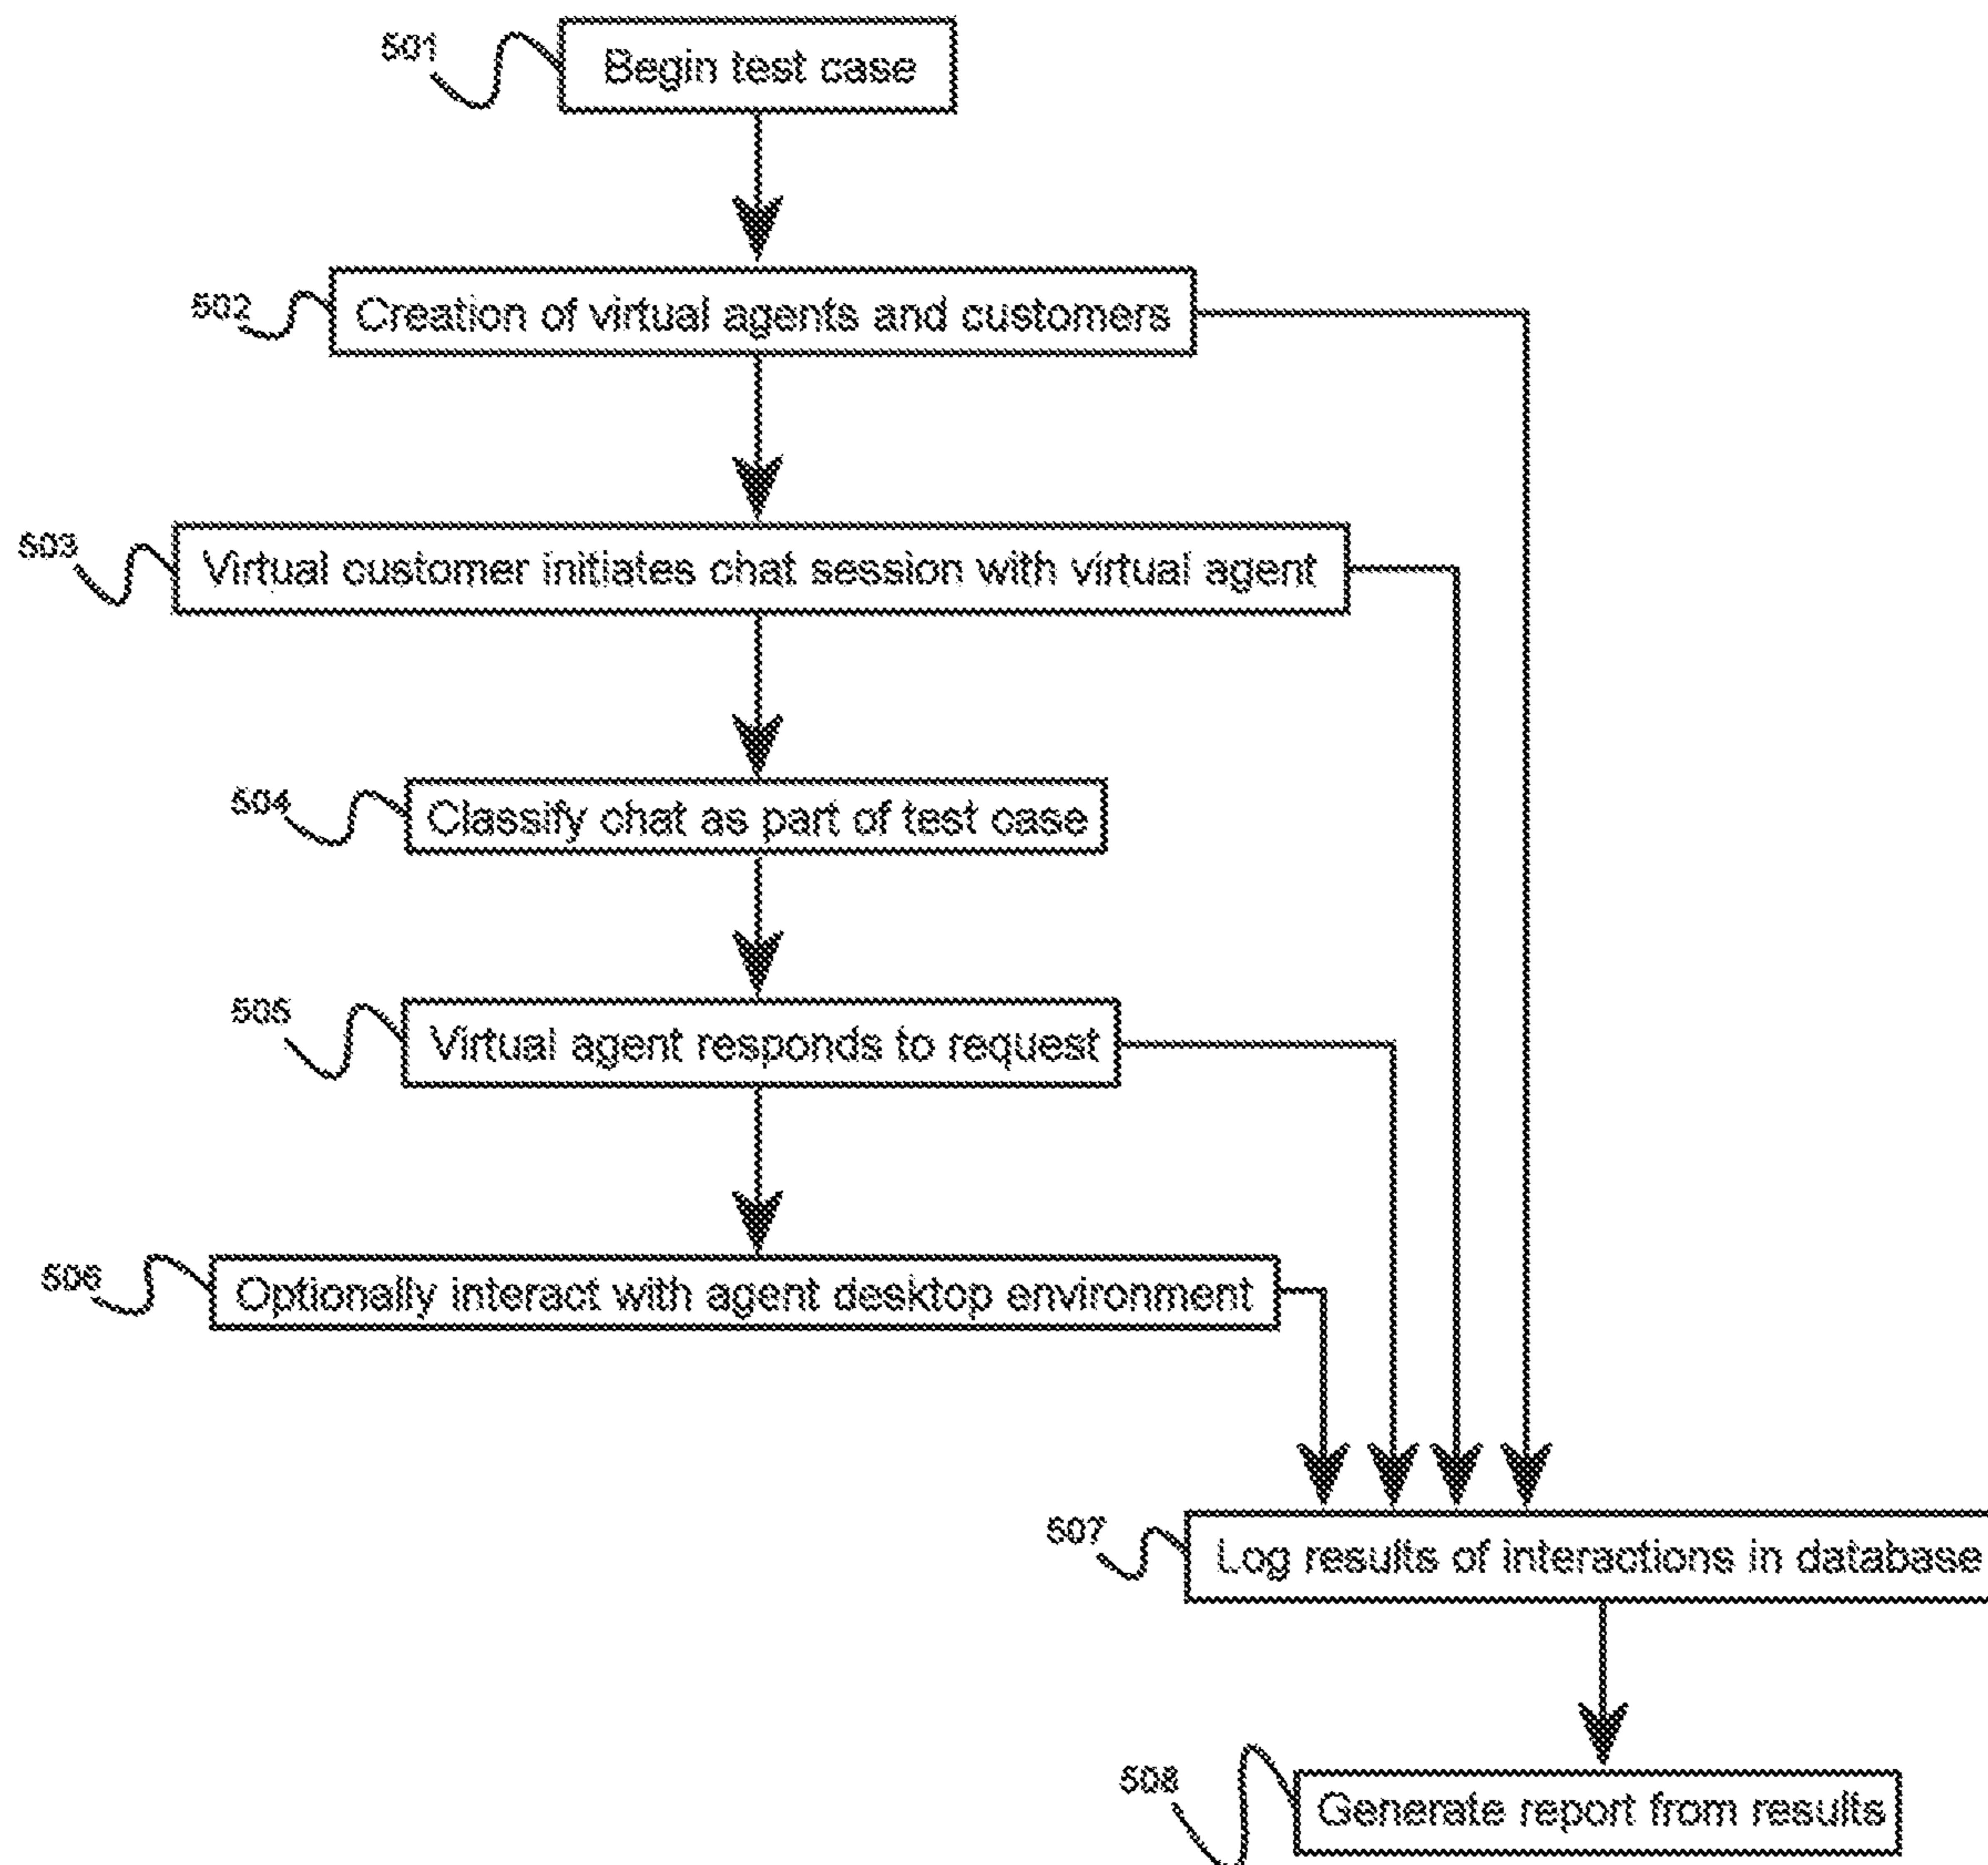 501
Begin test case
502
Creation of virtual agents and customers
503
Virtual customer initiates chat session with virtual agent
504
Classify chat as part of test case
505
Virtual agent responds to request
506
Optionally interact with agent desktop environment
507
Log results of interactions in database
508
Generate report from results